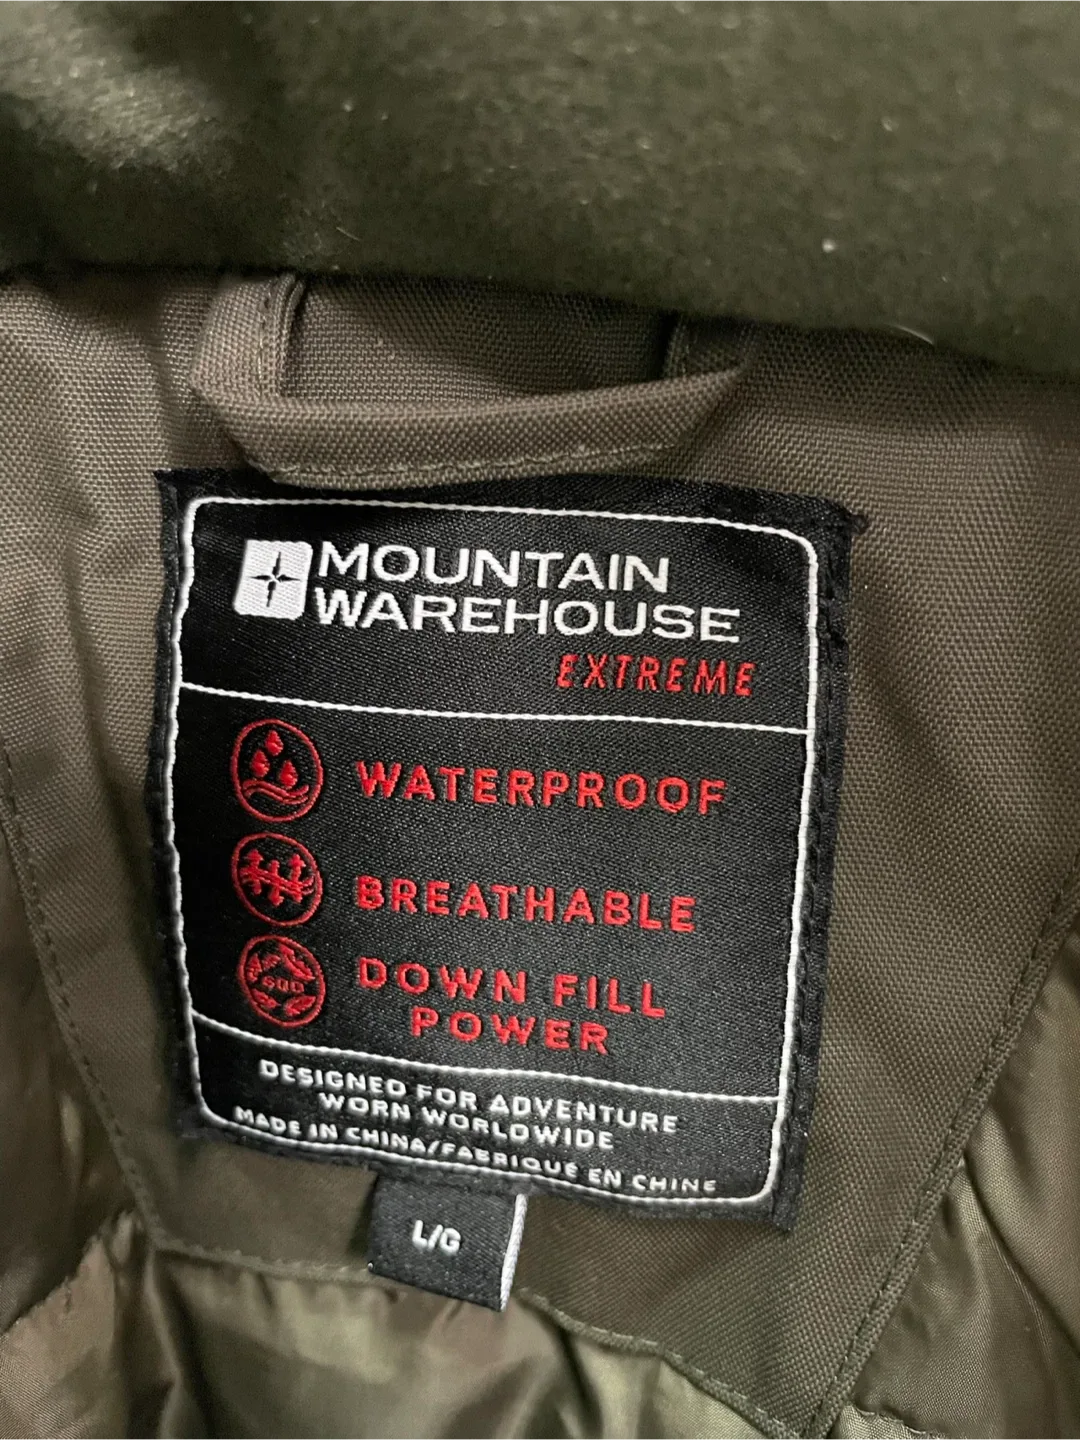 MOUNTAIN
WAREHOUSE
EXTREME
WATERPROOF
BREATHABLE
600
DOWN FILL
POWER
DESIGNED FOR ADVENTURE
WORN WORLDWIDE
MADE IN CHINA/FABRIQUÉ EN CHINE
L/G